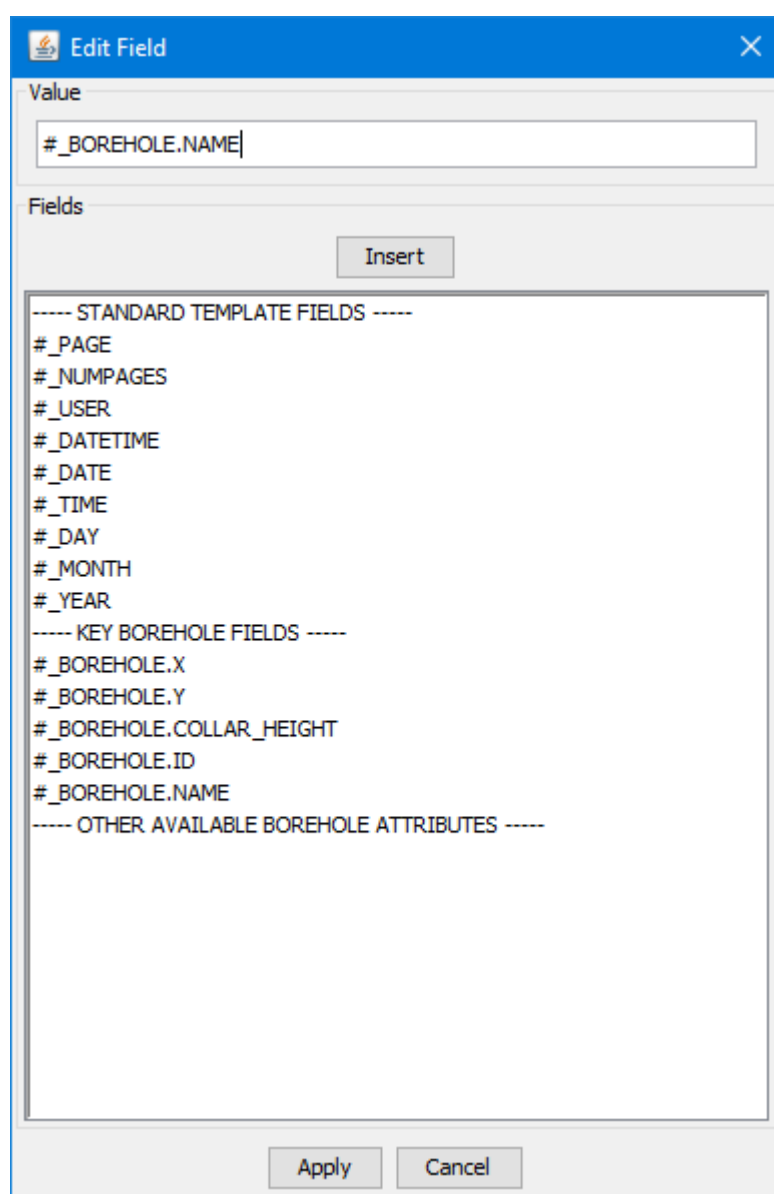 Edit Field
Value
#_BOREHOLE.NAME
Fields
Insert
----- STANDARD TEMPLATE FIELDS -----
#_PAGE
#_NUMPAGES
#_USER
#_DATETIME
#_DATE
#_TIME
#_DAY
#_MONTH
#_YEAR
----- KEY BOREHOLE FIELDS -----
#_BOREHOLE.X
#_BOREHOLE.Y
#_BOREHOLE.COLLAR_HEIGHT
#_BOREHOLE.ID
#_BOREHOLE.NAME
----- OTHER AVAILABLE BOREHOLE ATTRIBUTES -----
Apply Cancel